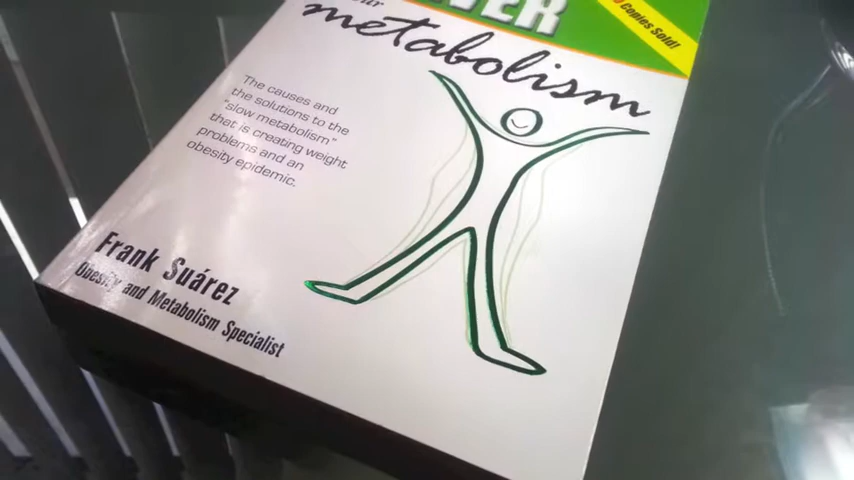 Copies Sold!
metabolism
The causes and
the solutions to the
"slow metabolism"
that is creating weight
problems and an
obesity epidemic.
Frank Suárez
Obesity and Metabolism Specialist